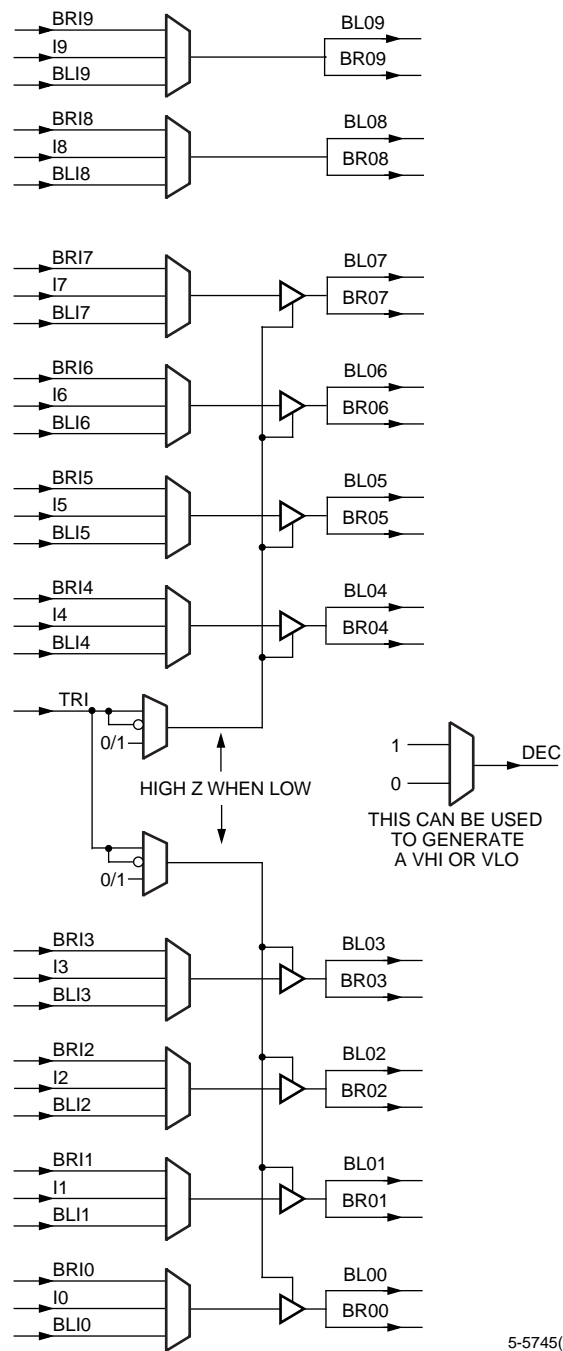 BRI9
I9
BLI9
BL09
BR09
BRI8
I8
BLI8
BL08
BR08
BRI7
I7
BLI7
BL07
BR07
BRI6
I6
BLI6
BL06
BR06
BRI5
I5
BLI5
BL05
BR05
BRI4
I4
BLI4
BL04
BR04
TRI
0/1
HIGH Z WHEN LOW
1
0
DEC
THIS CAN BE USED
TO GENERATE
A VHI OR VLO
0/1
BRI3
I3
BLI3
BL03
BR03
BRI2
I2
BLI2
BL02
BR02
BRI1
I1
BLI1
BL01
BR01
BRI0
I0
BLI0
BL00
BR00
5-5745(